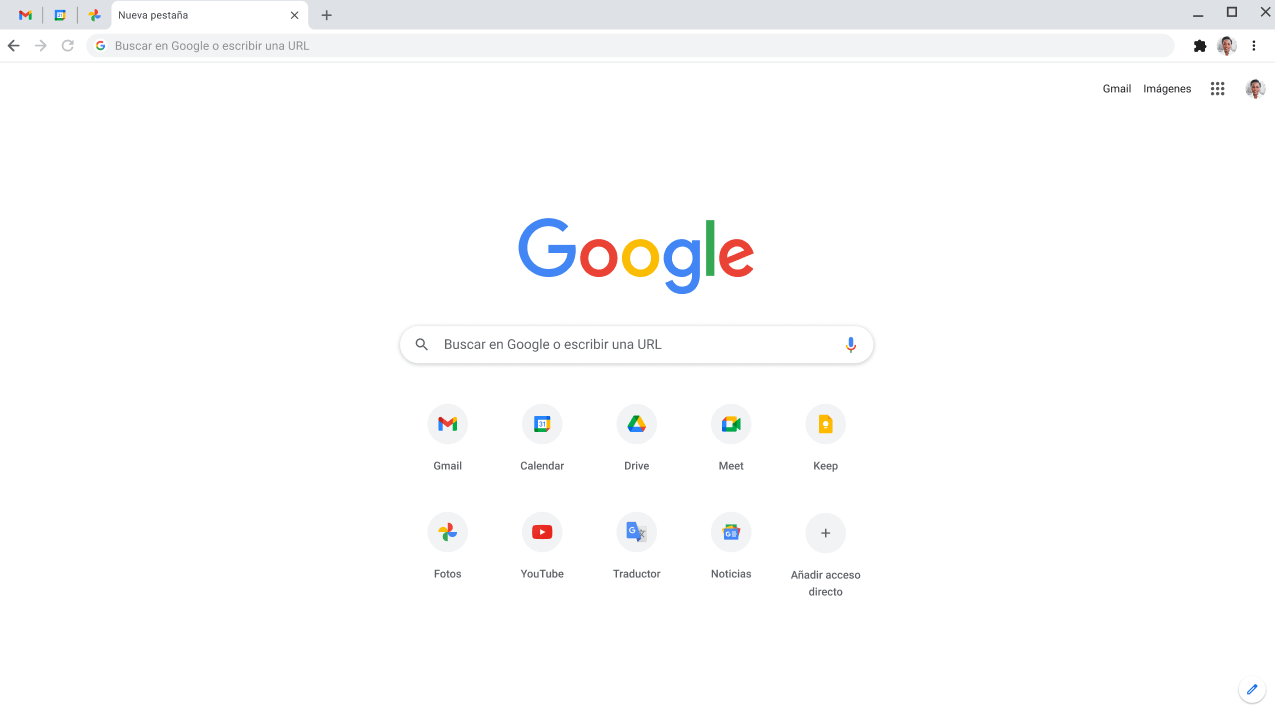 Nueva pestaña
Buscar en Google o escribir una URL
Gmail Imágenes
Google
Buscar en Google o escribir una URL
31
Gmail Calendar Drive Meet Keep
Fotos YouTube Traductor Noticias Añadir acceso
directo